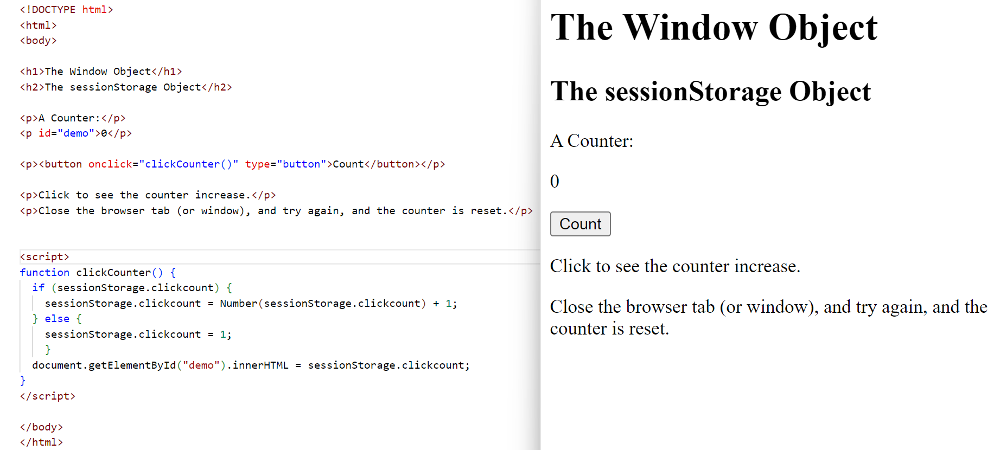 <!DOCTYPE html>
<html>
<body>
<h1>The Window Object</h1>
<h2>The sessionStorage Object</h2>
<p>A Counter:</p>
<p id="demo">0</p>
<p><button onclick="clickCounter()" type="button">Count</button></p>
<p>Click to see the counter increase.</p>
<p>Close the browser tab (or window), and try again, and the counter is reset.</p>
<script>
function clickCounter() {
  if (sessionStorage.clickcount) {
    sessionStorage.clickcount = Number(sessionStorage.clickcount) + 1;
  } else {
    sessionStorage.clickcount = 1;
    }
  document.getElementById("demo").innerHTML = sessionStorage.clickcount;
}
</script>
</body>
</html>
The Window Object
The sessionStorage Object
A Counter:
0
Count
Click to see the counter increase.
Close the browser tab (or window), and try again, and the
counter is reset.